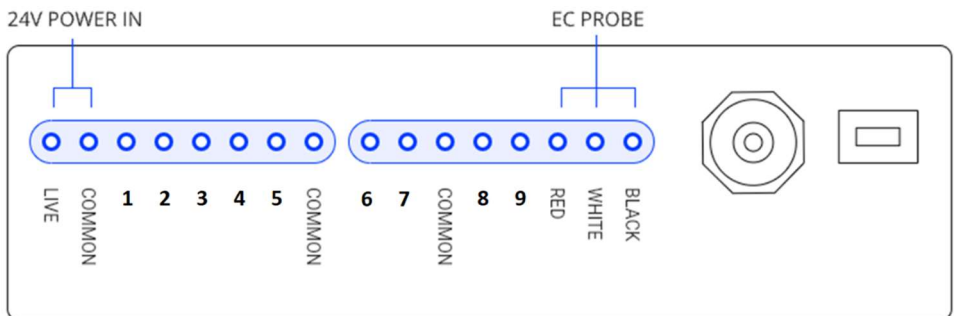 24V POWER IN
EC PROBE
LIVE
COMMON
1
2
3
4
5
COMMON
6
7
COMMON
8
9
RED
WHITE
BLACK